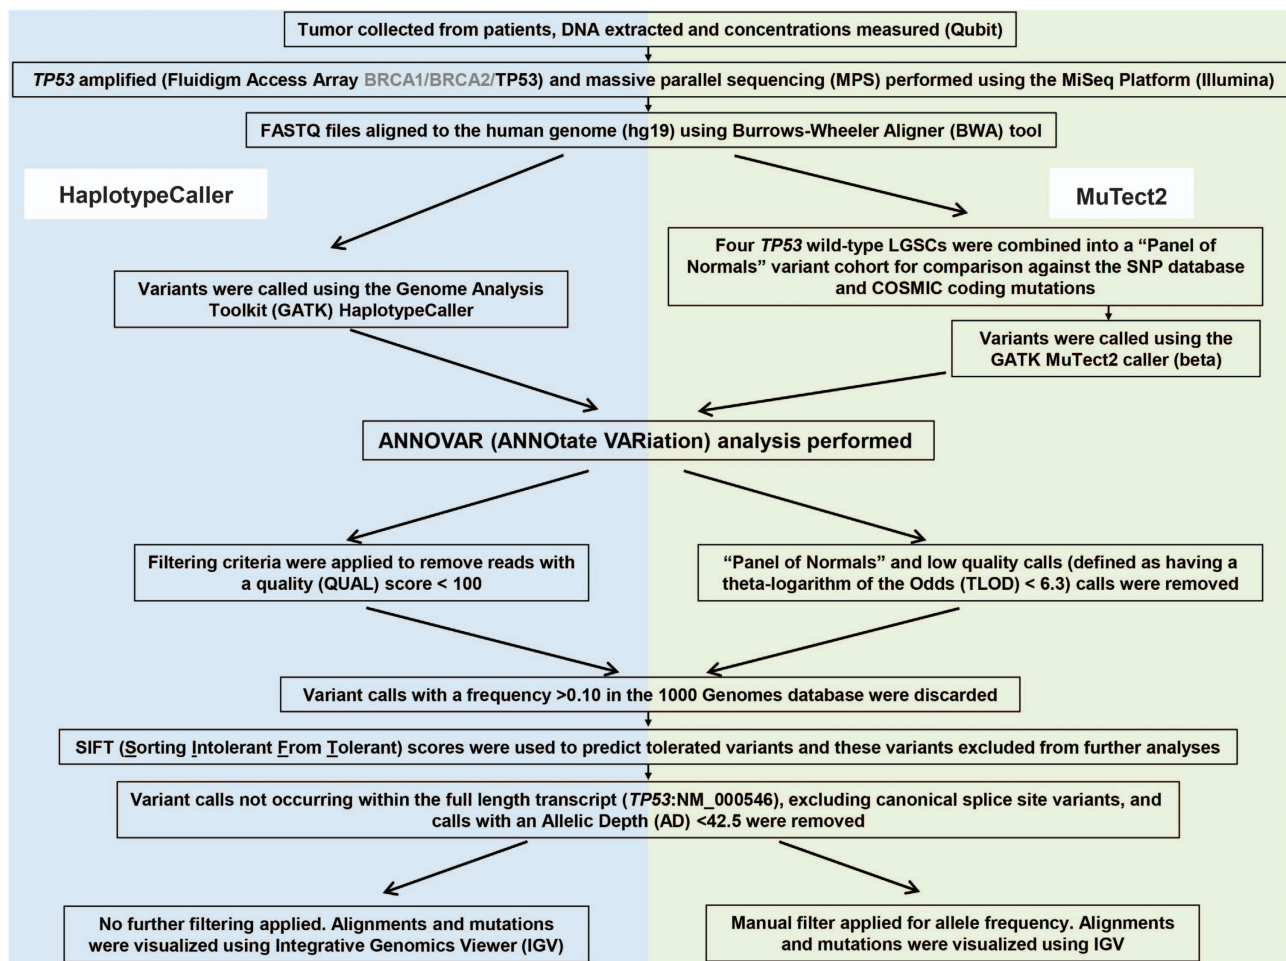 Tumor collected from patients, DNA extracted and concentrations measured (Qubit)
TP53 amplified (Fluidigm Access Array BRCA1/BRCA2/TP53) and massive parallel sequencing (MPS) performed using the MiSeq Platform (Illumina)
FASTQ files aligned to the human genome (hg19) using Burrows-Wheeler Aligner (BWA) tool
HaplotypeCaller
MuTect2
Four TP53 wild-type LGSCs were combined into a “Panel of
Normals” variant cohort for comparison against the SNP database
and COSMIC coding mutations
Variants were called using the Genome Analysis
Toolkit (GATK) HaplotypeCaller
Variants were called using the
GATK MuTect2 caller (beta)
ANNOVAR (ANNOtate VARiation) analysis performed
Filtering criteria were applied to remove reads with
a quality (QUAL) score < 100
“Panel of Normals” and low quality calls (defined as having a
theta-logarithm of the Odds (TLOD) < 6.3) calls were removed
Variant calls with a frequency >0.10 in the 1000 Genomes database were discarded
SIFT (Sorting Intolerant From Tolerant) scores were used to predict tolerated variants and these variants excluded from further analyses
Variant calls not occurring within the full length transcript (TP53:NM_000546), excluding canonical splice site variants, and
calls with an Allelic Depth (AD) <42.5 were removed
No further filtering applied. Alignments and mutations
were visualized using Integrative Genomics Viewer (IGV)
Manual filter applied for allele frequency. Alignments
and mutations were visualized using IGV